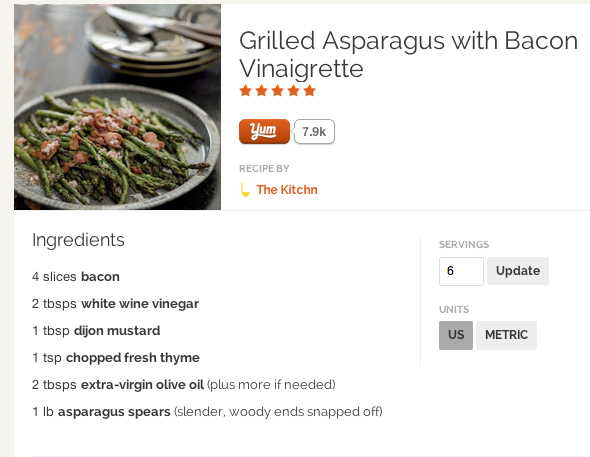 Grilled Asparagus with Bacon
Vinaigrette
Yum
7.9k
RECIPE BY
The Kitchn
Ingredients
4 slices bacon
2 tbsps white wine vinegar
1 tbsp dijon mustard
1 tsp chopped fresh thyme
2 tbsps extra-virgin olive oil (plus more if needed)
1 lb asparagus spears (slender, woody ends snapped off)
SERVINGS
6 Update
UNITS
US METRIC